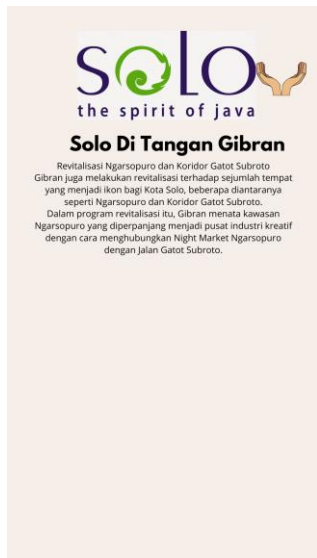 solo
the spirit of java
Solo Di Tangan Gibran
Revitalisasi Ngarsopuro dan Koridor Gatot Subroto
Gibran juga melakukan revitalisasi terhadap sejumlah tempat
yang menjadi ikon bagi Kota Solo, beberapa diantaranya
seperti Ngarsopuro dan Koridor Gatot Subroto.
Dalam program revitalisasi itu, Gibran menata kawasan
Ngarsopuro yang diperpanjang menjadi pusat industri kreatif
dengan cara menghubungkan Night Market Ngarsopuro
dengan Jalan Gatot Subroto.